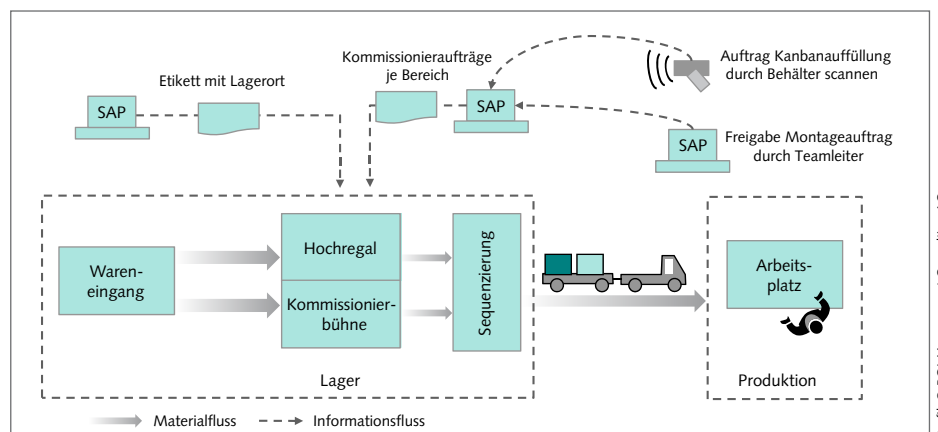 Kommissionieraufträge
je Bereich
Auftrag Kanbanauffüllung
durch Behälter scannen
Etikett mit Lagerort
SAP
SAP
SAP
Freigabe Montageauftrag
durch Teamleiter
Waren-
eingang
Hochregal
Kommissionier-
bühne
Sequenzierung
Arbeits-
platz
Lager
Produktion
Materialfluss
Informationsfluss